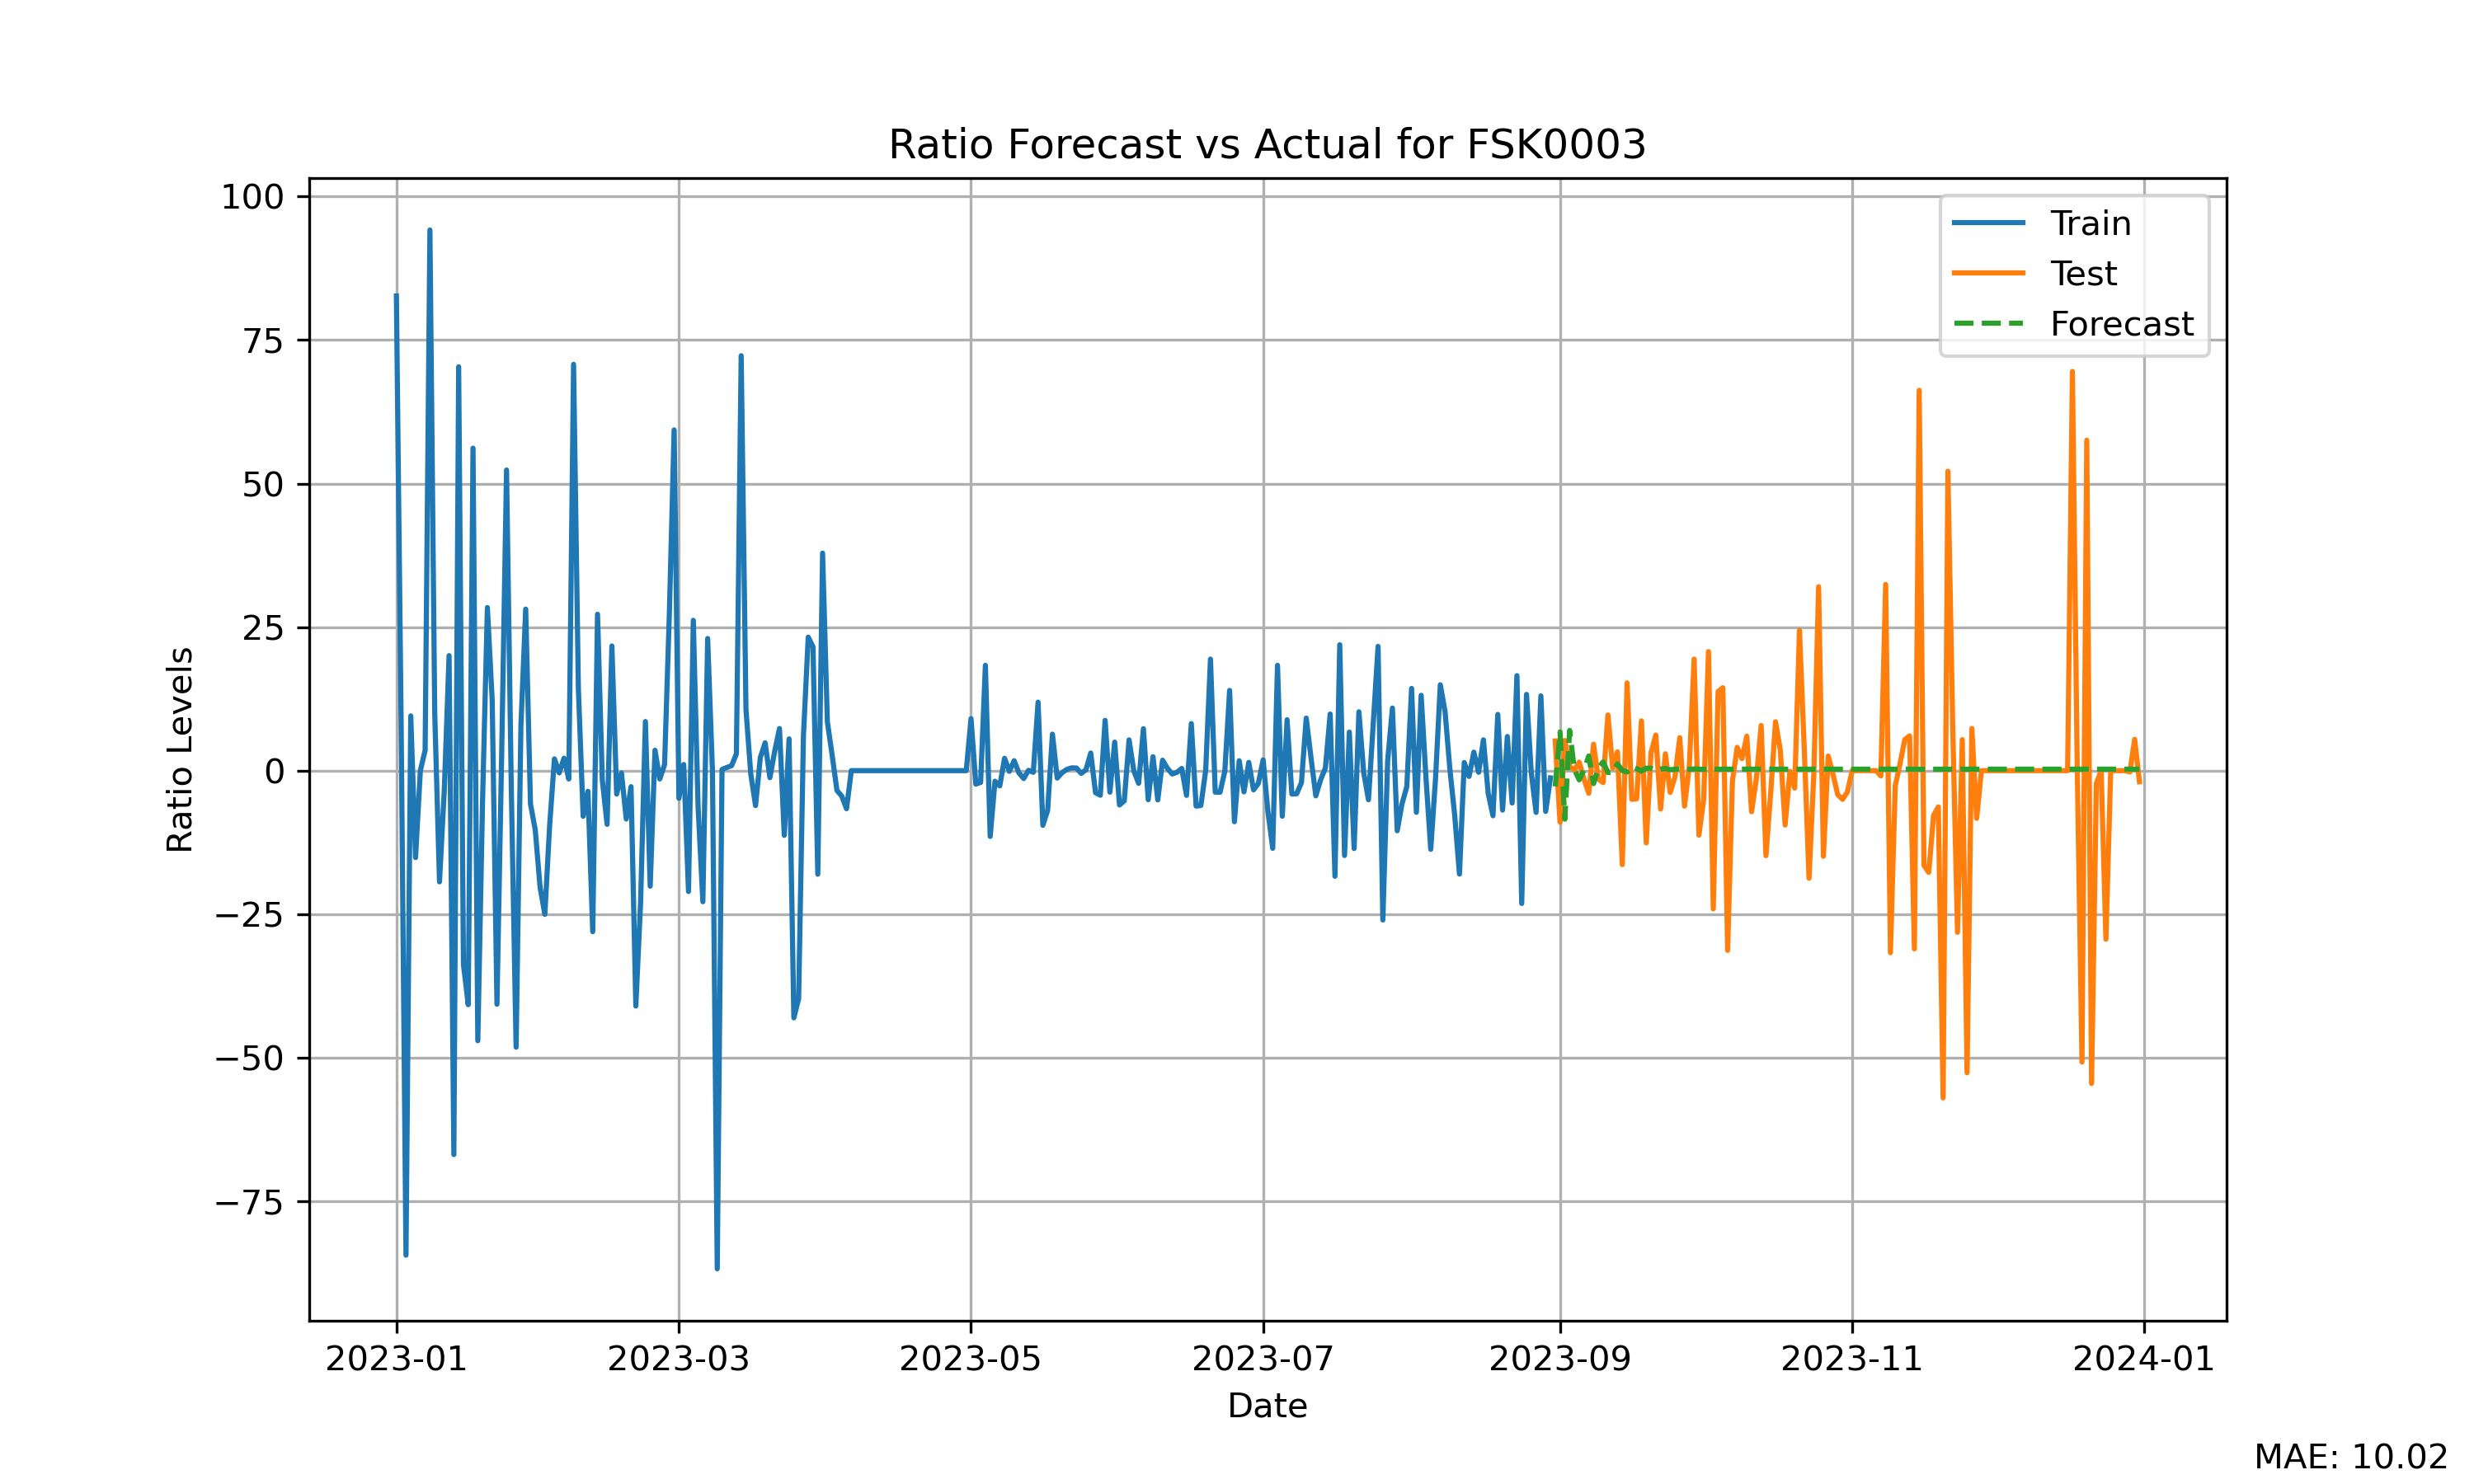 Ratio Forecast vs Actual for FSK0003
Train
Test
Forecast
Ratio Levels
100
75
50
25
0
−25
−50
−75
2023-01
2023-03
2023-05
2023-07
2023-09
2023-11
2024-01
Date
MAE: 10.02